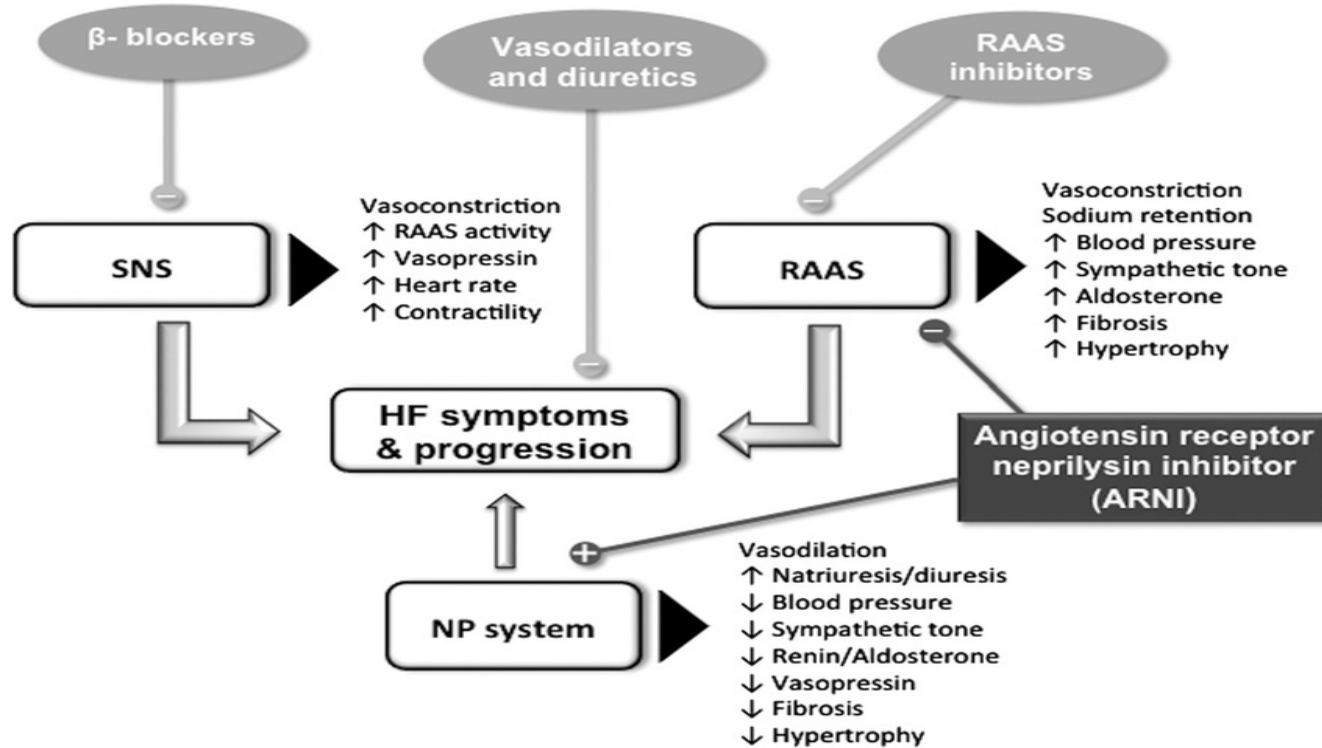 β- blockers
Vasodilators
and diuretics
RAAS
inhibitors
−
−
−
SNS
Vasoconstriction
↑ RAAS activity
↑ Vasopressin
↑ Heart rate
↑ Contractility
RAAS
Vasoconstriction
Sodium retention
↑ Blood pressure
↑ Sympathetic tone
↑ Aldosterone
↑ Fibrosis
↑ Hypertrophy
−
HF symptoms
& progression
Angiotensin receptor
neprilysin inhibitor
(ARNI)
+
NP system
Vasodilation
↑ Natriuresis/diuresis
↓ Blood pressure
↓ Sympathetic tone
↓ Renin/Aldosterone
↓ Vasopressin
↓ Fibrosis
↓ Hypertrophy